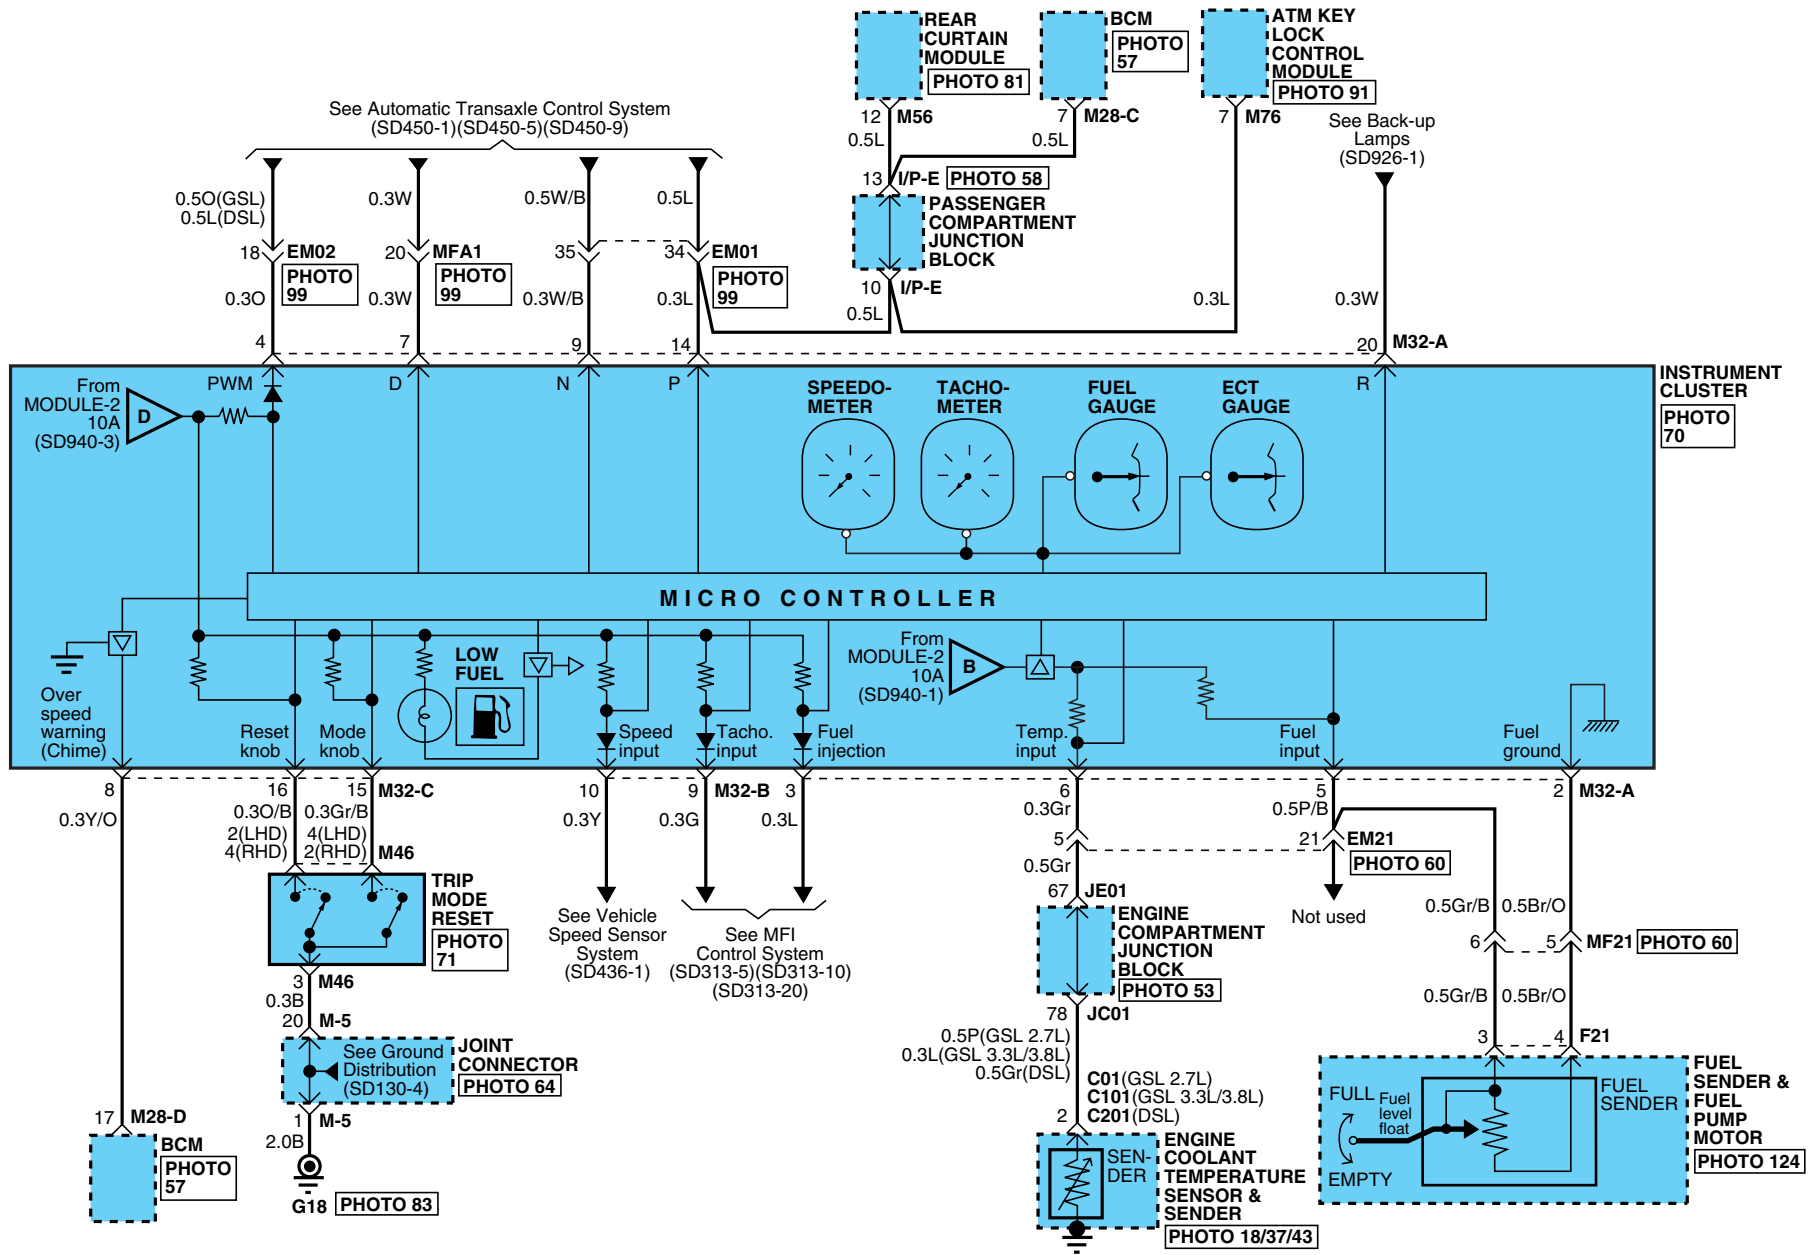 REAR
CURTAIN
MODULE
PHOTO 81
BCM
PHOTO
57
ATM KEY
LOCK
CONTROL
MODULE
PHOTO 91
See Automatic Transaxle Control System
(SD450-1)(SD450-5)(SD450-9)
12 M56
7 M28-C
7 M76
See Back-up
Lamps
(SD926-1)
0.5L
0.5L
13 I/P-E PHOTO 58
0.5O(GSL)
0.5L(DSL)
0.3W
0.5W/B
0.5L
PASSENGER
COMPARTMENT
JUNCTION
BLOCK
18 EM02
PHOTO
99
20 MFA1
PHOTO
99
35
34 EM01
PHOTO
99
10 I/P-E
0.3O
0.3W
0.3W/B
0.3L
0.5L
0.3L
0.3W
4
7
9
14
20 M32-A
INSTRUMENT
CLUSTER
PHOTO
70
From
MODULE-2
10A
(SD940-3)
D
PWM
D
N
P
R
SPEEDO-
METER
TACHO-
METER
FUEL
GAUGE
ECT
GAUGE
MICRO CONTROLLER
LOW
FUEL
From
MODULE-2
10A
(SD940-1)
B
Over
speed
warning
(Chime)
Reset
knob
Mode
knob
Speed
input
Tacho.
input
Fuel
injection
Temp.
input
Fuel
input
Fuel
ground
8
16
15 M32-C
10
9 M32-B
3
6
5
2 M32-A
0.3Y/O
0.3O/B
2(LHD)
4(RHD)
0.3Gr/B
4(LHD)
2(RHD)
M46
0.3Y
0.3G
0.3L
0.3Gr
0.5P/B
5
21 EM21
PHOTO 60
0.5Gr
Not used
TRIP
MODE
RESET
PHOTO
71
See Vehicle
Speed Sensor
System
(SD436-1)
See MFI
Control System
(SD313-5)(SD313-10)
(SD313-20)
67 JE01
ENGINE
COMPARTMENT
JUNCTION
BLOCK
PHOTO 53
0.5Gr/B
0.5Br/O
6
5 MF21 PHOTO 60
0.5Gr/B
0.5Br/O
3 M46
0.3B
20 M-5
78 JC01
0.5P(GSL 2.7L)
0.3L(GSL 3.3L/3.8L)
0.5Gr(DSL)
3
4 F21
See Ground
Distribution
(SD130-4)
JOINT
CONNECTOR
PHOTO 64
C01(GSL 2.7L)
C101(GSL 3.3L/3.8L)
2 C201(DSL)
FULL
Fuel
level
float
EMPTY
FUEL
SENDER
FUEL
SENDER &
FUEL
PUMP
MOTOR
PHOTO 124
17 M28-D
BCM
PHOTO
57
1 M-5
2.0B
G18 PHOTO 83
SEN-
DER
ENGINE
COOLANT
TEMPERATURE
SENSOR &
SENDER
PHOTO 18/37/43